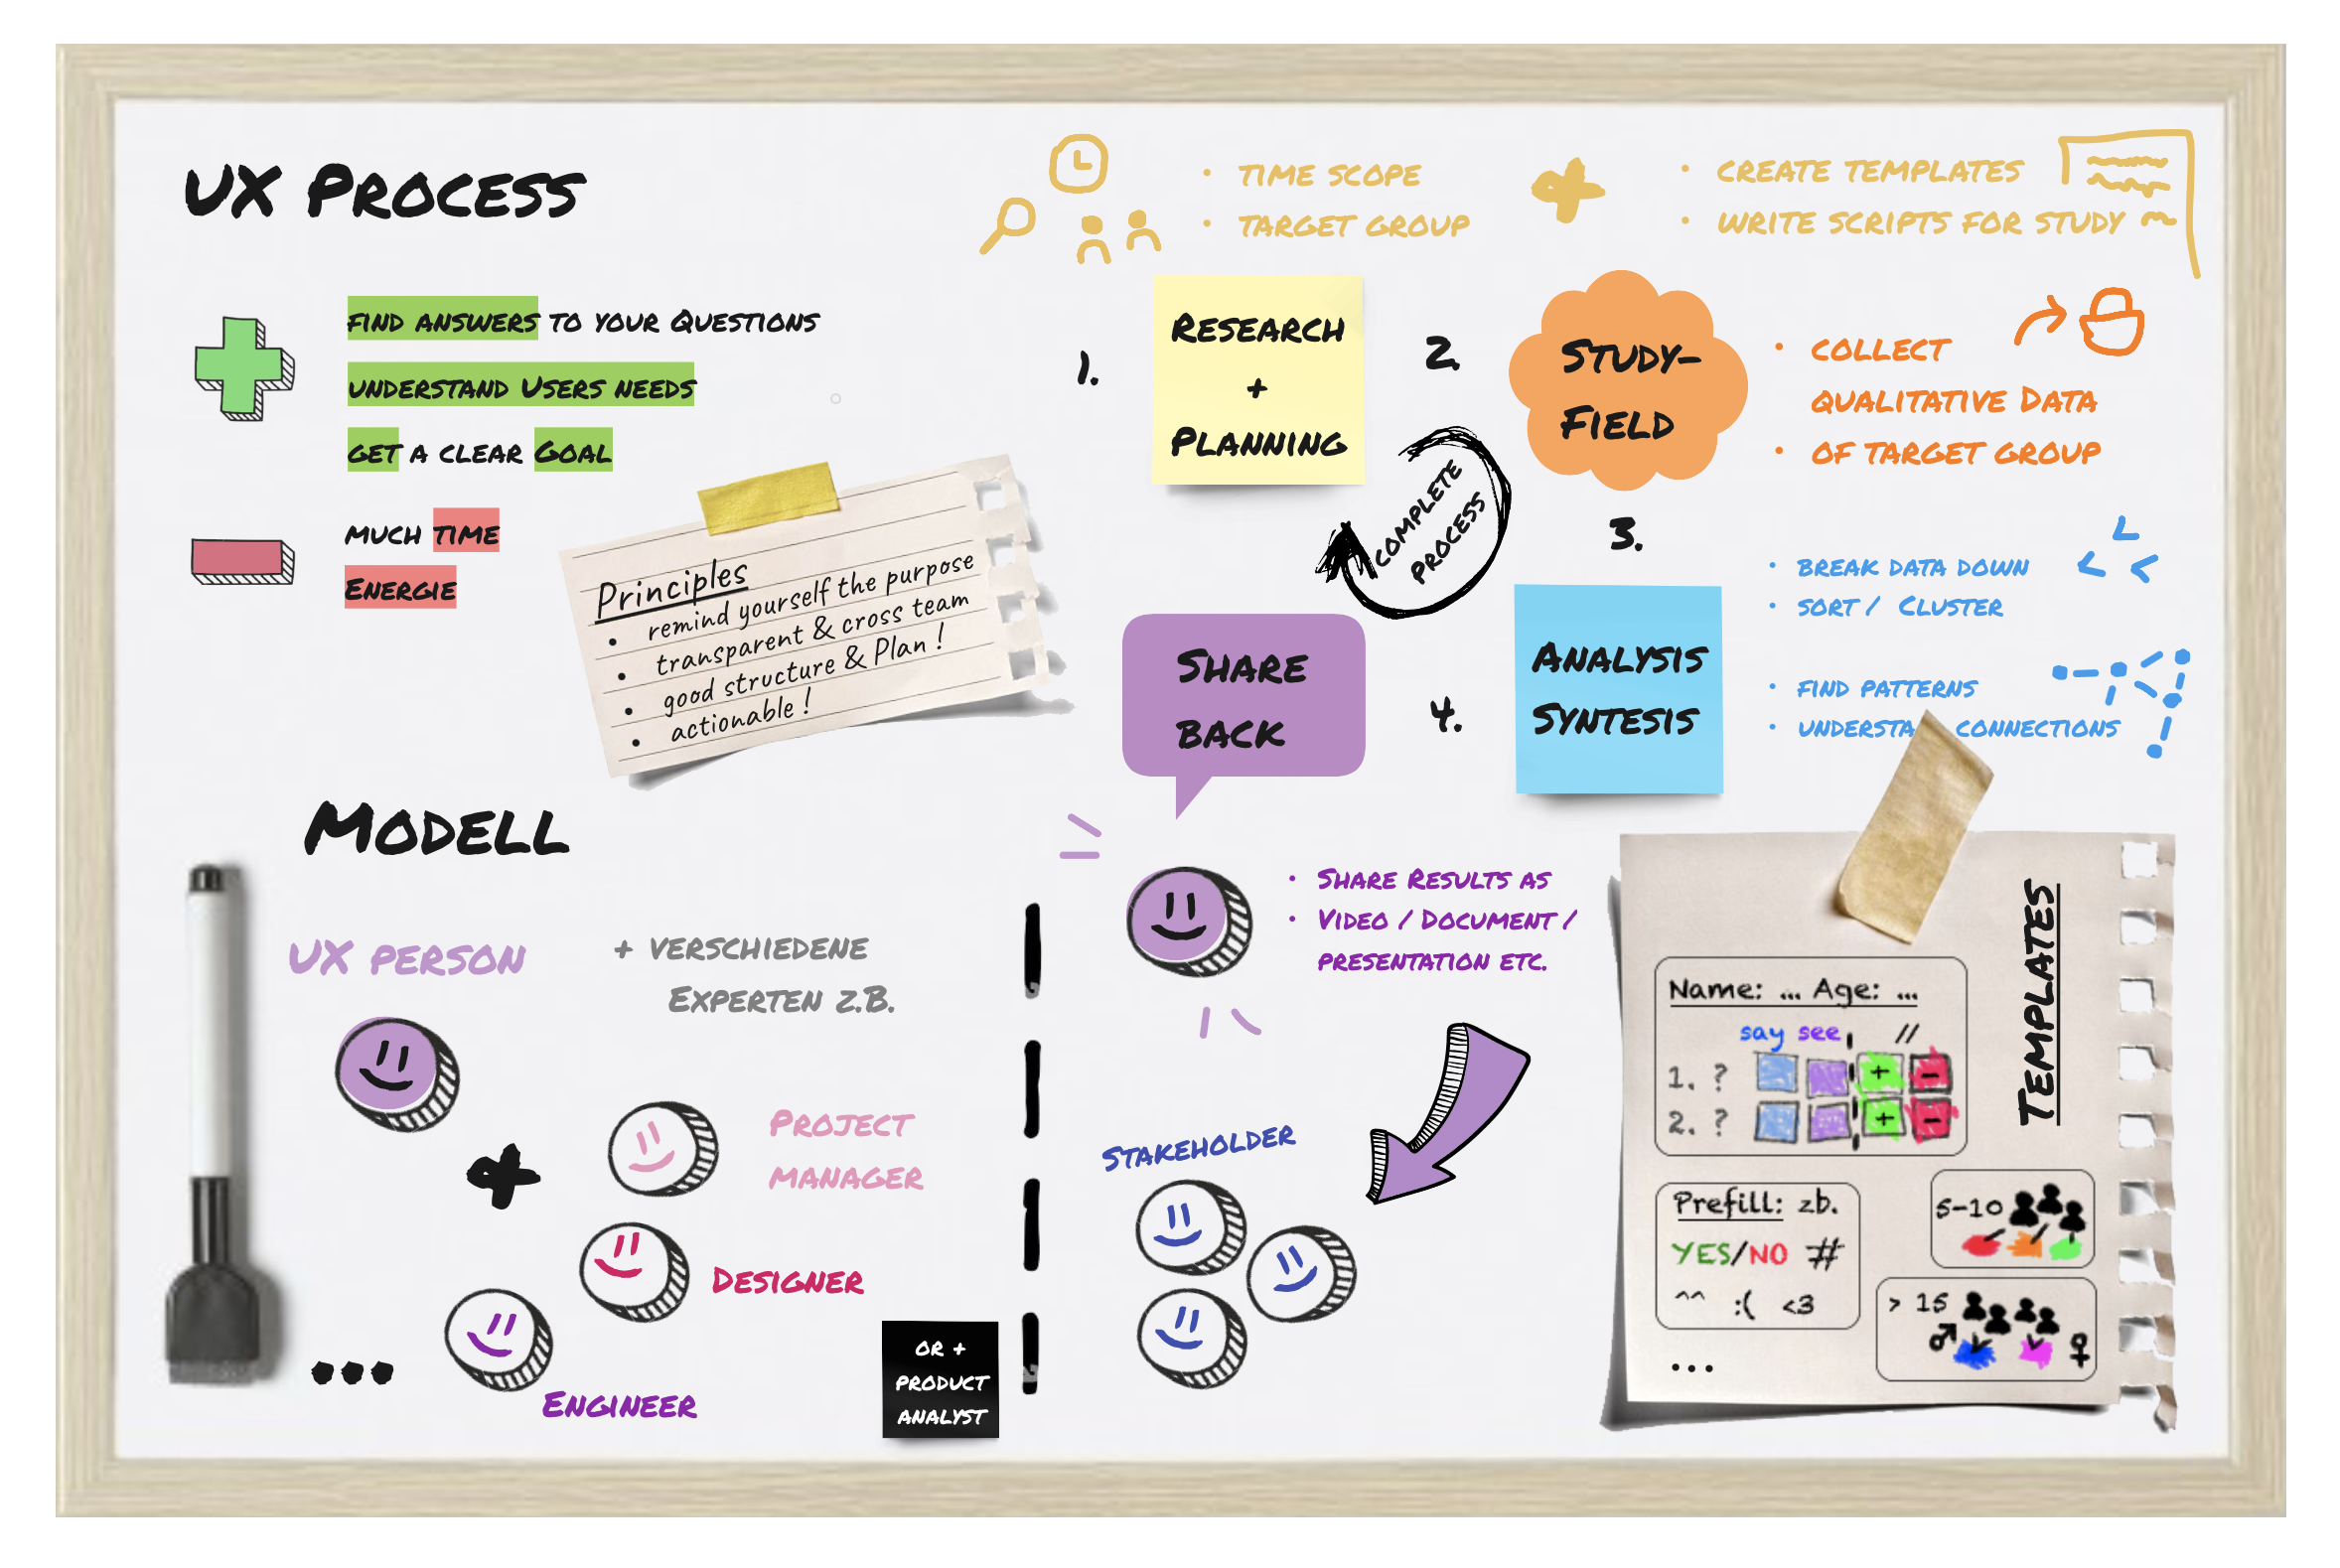 UX Process
find answers to your Questions
understand Users needs
get a clear Goal
much time
Energie
Principles
• remind yourself the purpose
• transparent & cross team
• good structure & Plan !
• actionable !
• time scope
• target group
• create templates
• write scripts for study
1.
Research
+
Planning
2.
Study-
Field
• collect
qualitative Data
• of target group
complete
process
3.
Analysis
Syntesis
• break data down
• sort / Cluster
• find patterns
• understa connections
4.
Share
back
• Share Results as
• Video / Document /
presentation etc.
Modell
UX person
+ verschiedene
Experten z.B.
Project
manager
Designer
Engineer
...
or +
product
analyst
Stakeholder
Templates
Name: ... Age: ...
say see //
1. ? + -
2. ? + -
Prefill: zb.
YES/NO #
^^ :( <3
...
5-10
> 15
♂ ♀